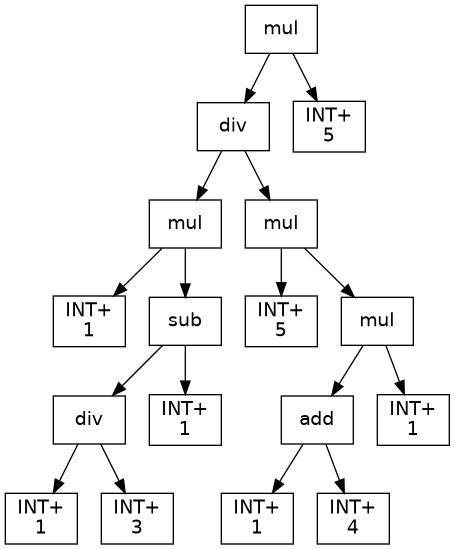 mul
div
INT+
5
mul
mul
INT+
1
sub
INT+
5
mul
div
INT+
1
add
INT+
1
INT+
1
INT+
3
INT+
1
INT+
4